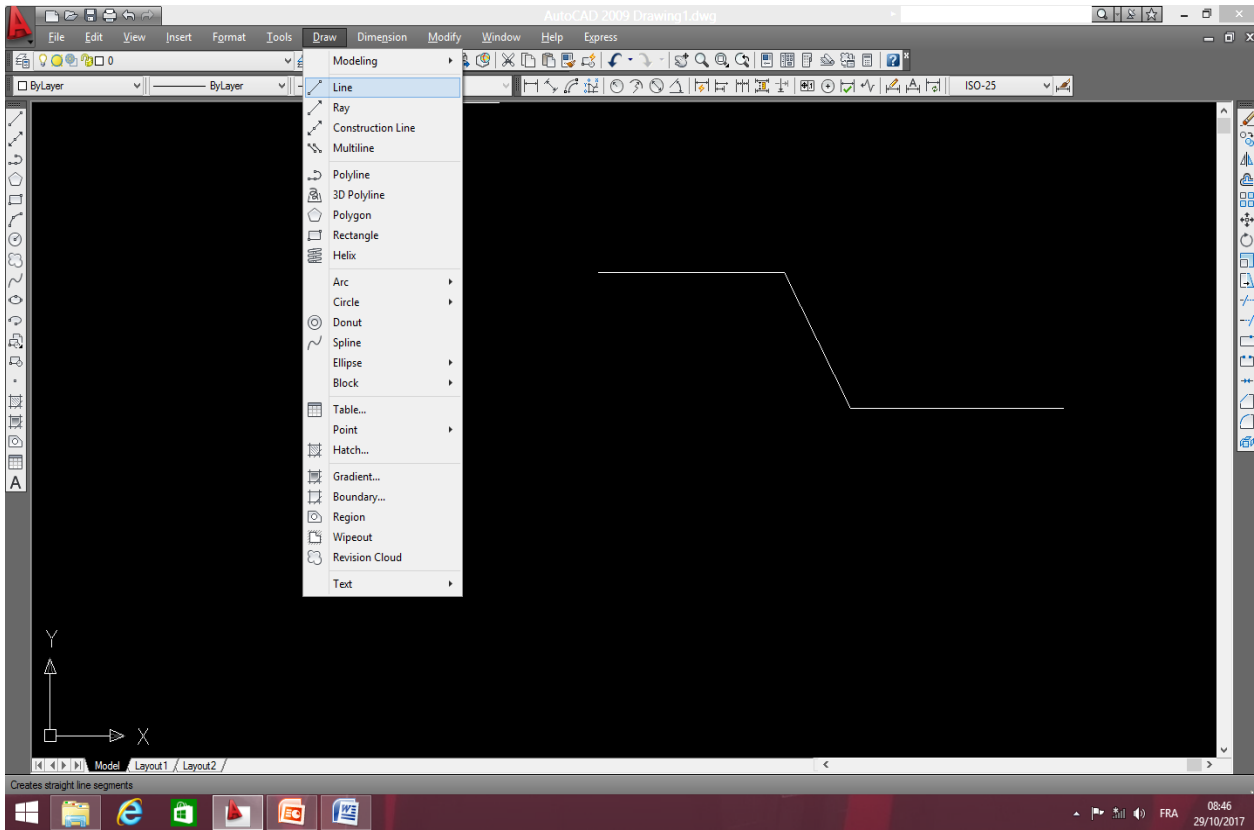 AutoCAD 2009 Drawing1.dwg
File Edit View Insert Format Tools Draw Dimension Modify Window Help Express
0
ByLayer ByLayer ISO-25
Modeling
Line
Ray
Construction Line
Multiline
Polyline
3D Polyline
Polygon
Rectangle
Helix
Arc
Circle
Donut
Spline
Ellipse
Block
Table...
Point
Hatch...
Gradient...
Boundary...
Region
Wipeout
Revision Cloud
Text
A
Y
X
Model Layout1 Layout2
Creates straight line segments
FRA 08:46
29/10/2017